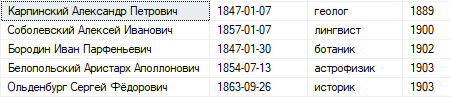 Карпинский Александр Петрович 1847-01-07 геолог 1889
Соболевский Алексей Иванович 1857-01-07 лингвист 1900
Бородин Иван Парфеньевич 1847-01-30 ботаник 1902
Белопольский Аристарх Аполлонович 1854-07-13 астрофизик 1903
Ольденбург Сергей Фёдорович 1863-09-26 историк 1903